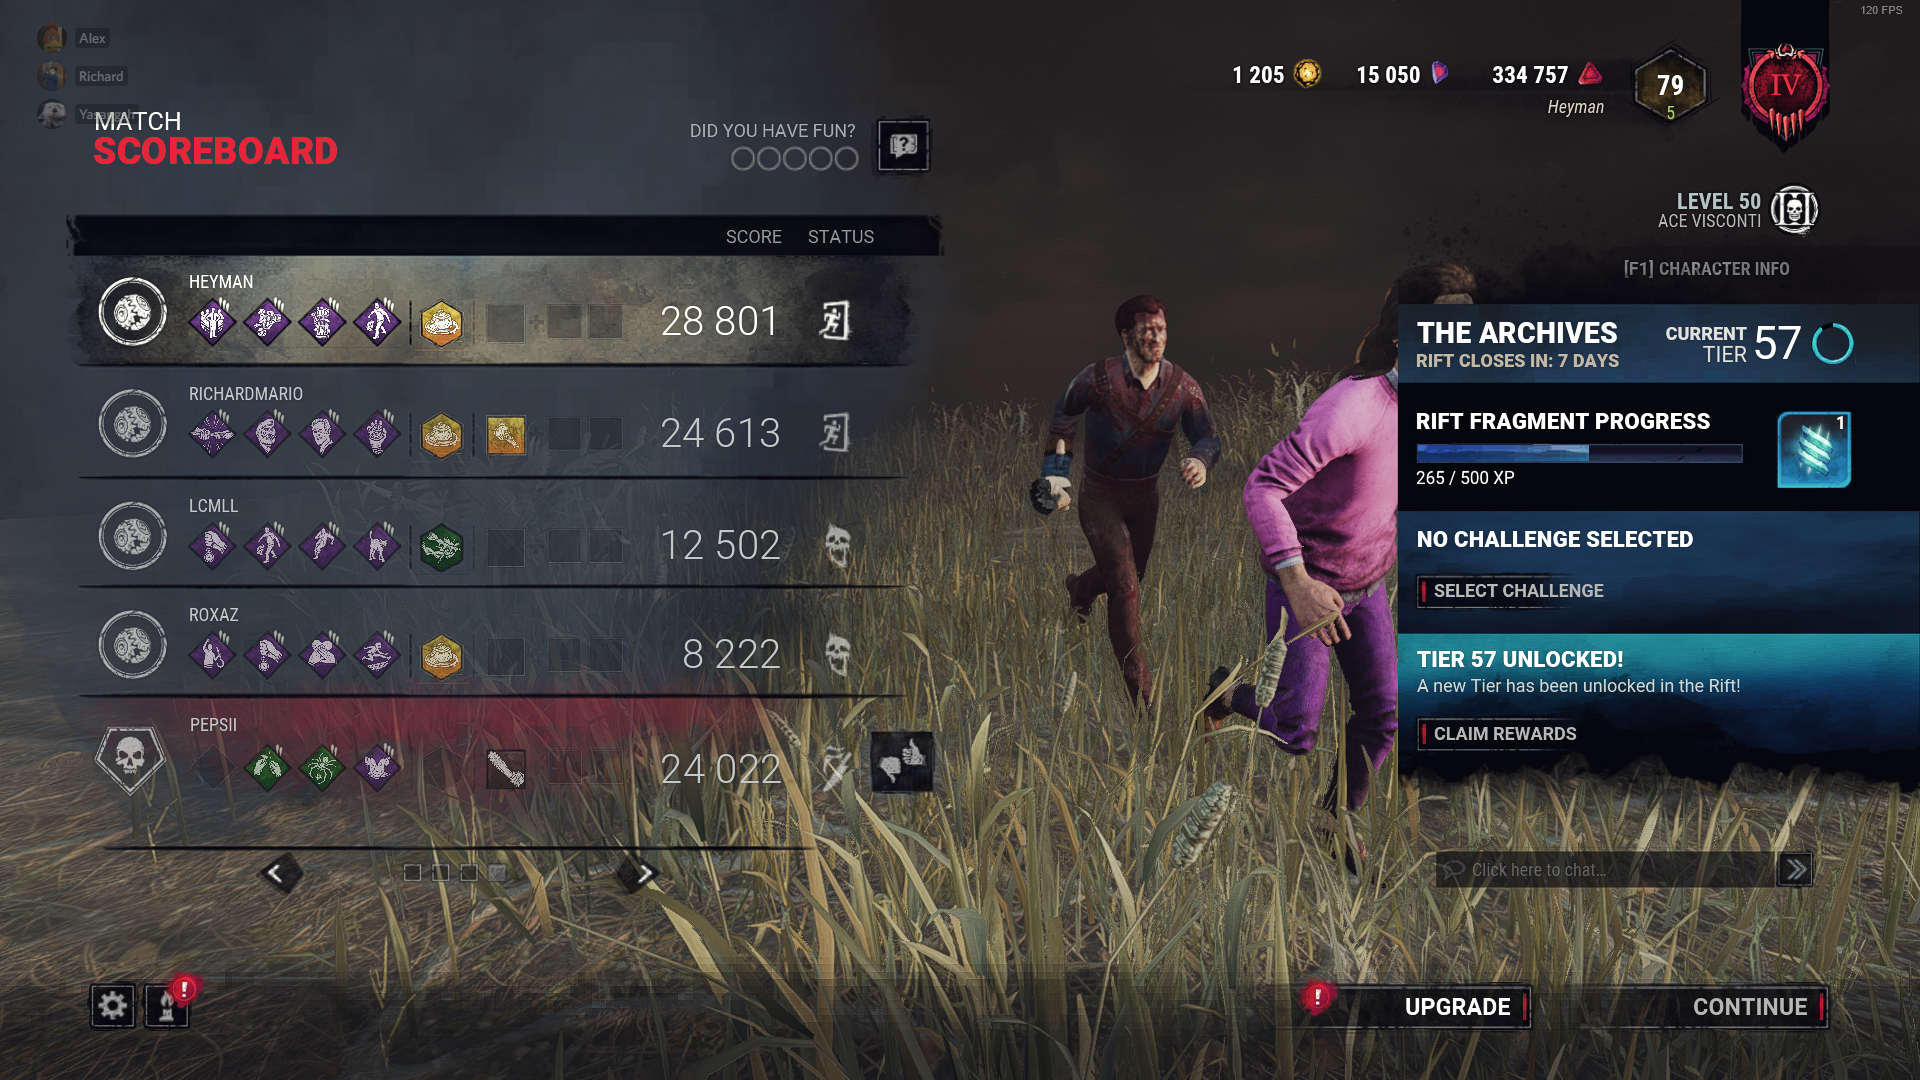 120 FPS
Alex
Richard
MATCH
SCOREBOARD
DID YOU HAVE FUN?
1 205
15 050
334 757
Heyman
79
5
IV
LEVEL 50
ACE VISCONTI
[F1] CHARACTER INFO
SCORE STATUS
HEYMAN
28 801
RICHARDMARIO
24 613
LCMLL
12 502
ROXAZ
8 222
PEPSII
24 022
THE ARCHIVES
RIFT CLOSES IN: 7 DAYS
CURRENT
TIER 57
RIFT FRAGMENT PROGRESS
1
265 / 500 XP
NO CHALLENGE SELECTED
SELECT CHALLENGE
TIER 57 UNLOCKED!
A new Tier has been unlocked in the Rift!
CLAIM REWARDS
Click here to chat...
UPGRADE
CONTINUE